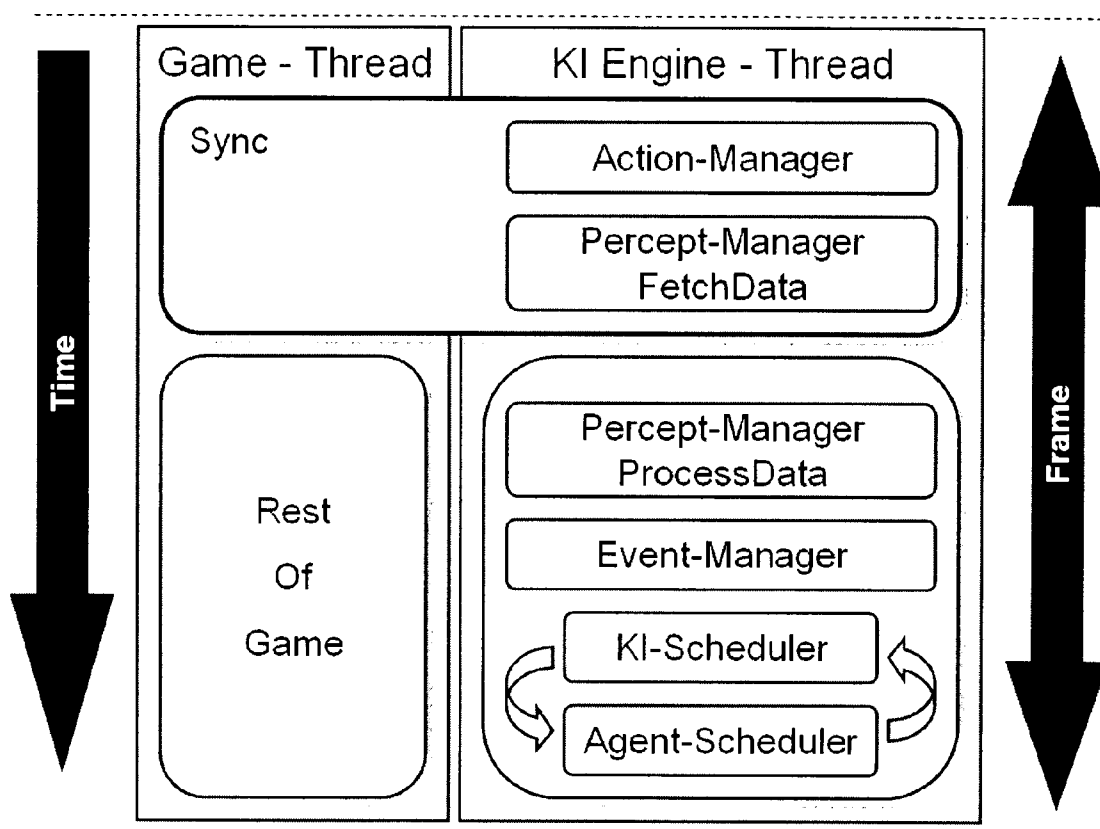 Game - Thread
KI Engine - Thread
Sync
Action-Manager
Percept-Manager
FetchData
Time
Frame
Percept-Manager
ProcessData
Rest
Of
Game
Event-Manager
KI-Scheduler
Agent-Scheduler